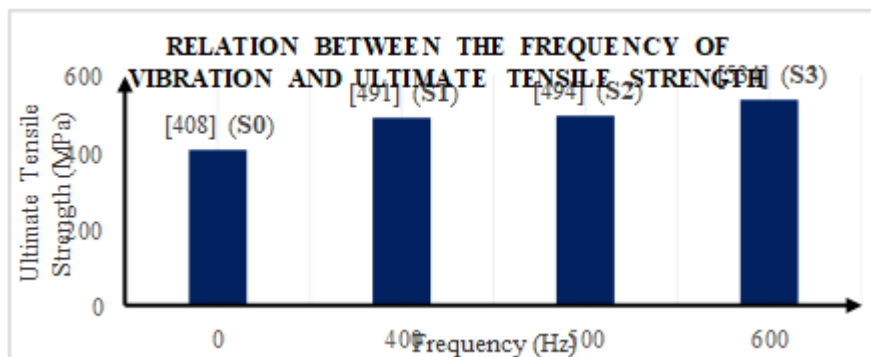 RELATION BETWEEN THE FREQUENCY OF
VIBRATION AND ULTIMATE TENSILE STRENGTH
[408] (S0)
[491] (S1)
[494] (S2)
(S3)
Ultimate Tensile
Strength (MPa)
600
400
200
0
0
400
500
600
Frequency (Hz)